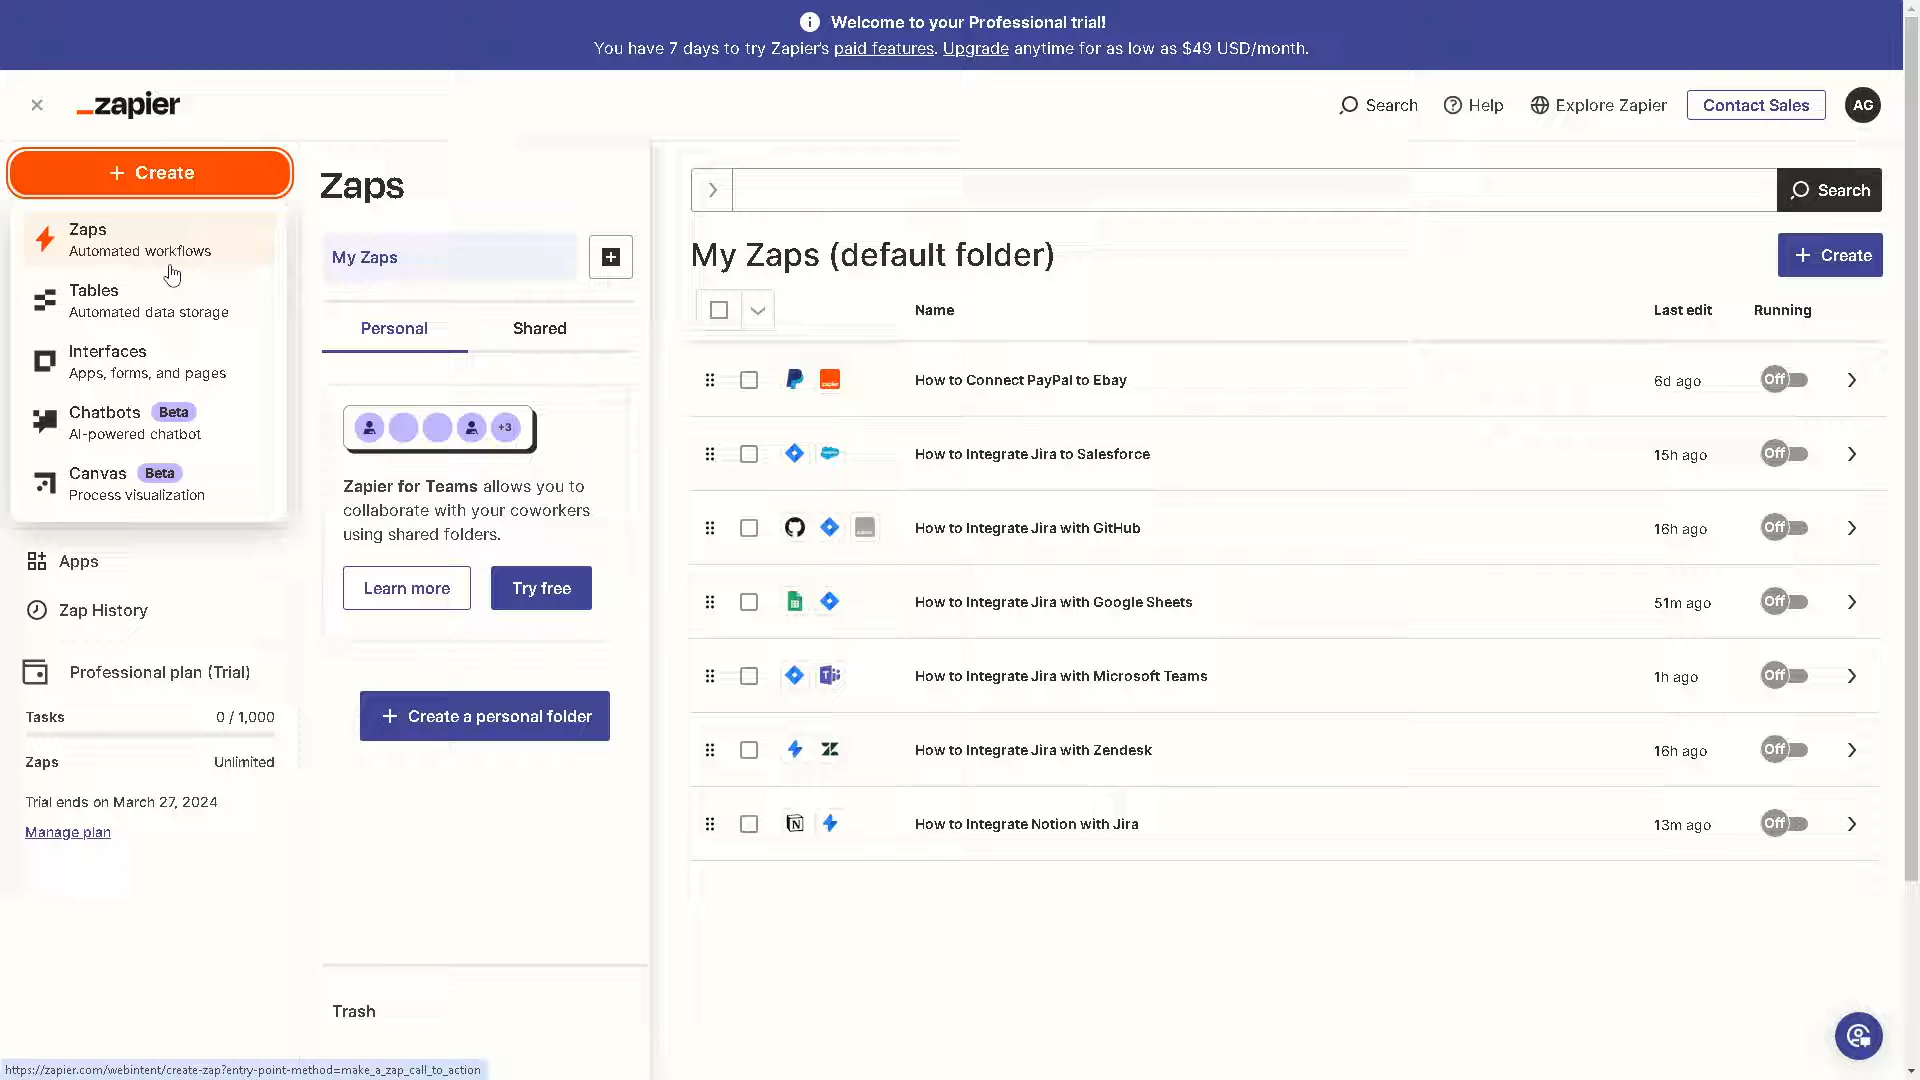 Welcome to your Professional trial!
You have 7 days to try Zapier's paid features. Upgrade anytime for as low as $49 USD/month.
zapier
Search
Help
Explore Zapier
Contact Sales
AG
+ Create
Zaps
Automated workflows
Tables
Automated data storage
Interfaces
Apps, forms, and pages
Chatbots Beta
AI-powered chatbot
Canvas Beta
Process visualization
Apps
Zap History
Professional plan (Trial)
Tasks 0 / 1,000
Zaps Unlimited
Trial ends on March 27, 2024
Manage plan
Zaps
My Zaps
Personal Shared
+3
Zapier for Teams allows you to
collaborate with your coworkers
using shared folders.
Learn more Try free
+ Create a personal folder
Trash
Search
My Zaps (default folder)
+ Create
Name Last edit Running
How to Connect PayPal to Ebay 6d ago Off
How to Integrate Jira to Salesforce 15h ago Off
How to Integrate Jira with GitHub 16h ago Off
How to Integrate Jira with Google Sheets 51m ago Off
How to Integrate Jira with Microsoft Teams 1h ago Off
How to Integrate Jira with Zendesk 16h ago Off
How to Integrate Notion with Jira 13m ago Off
https://zapier.com/webintent/create-zap?entry-point-method=make_a_zap_call_to_action